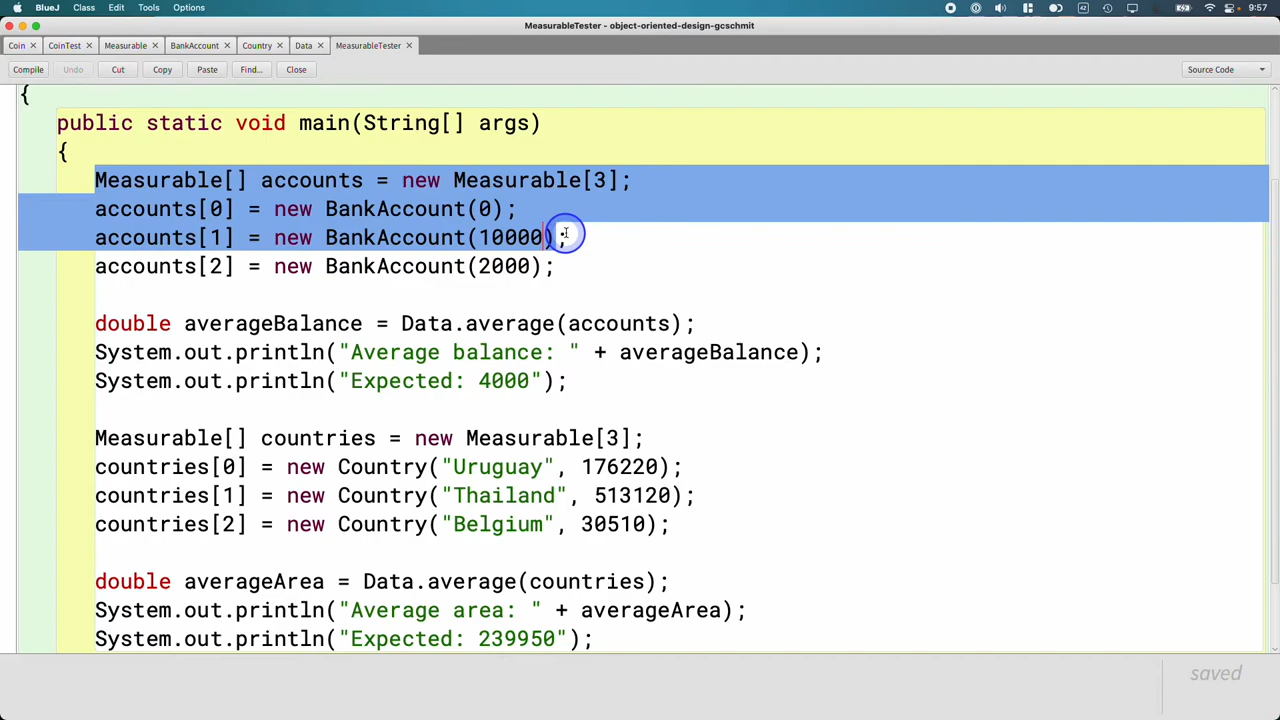 BlueJ Class Edit Tools Options
9:57
MeasurableTester - object-oriented-design-gcschmit
Coin CoinTest Measurable BankAccount Country Data MeasurableTester
Compile Undo Cut Copy Paste Find... Close Source Code
{
public static void main(String[] args)
{
Measurable[] accounts = new Measurable[3];
accounts[0] = new BankAccount(0);
accounts[1] = new BankAccount(10000);
accounts[2] = new BankAccount(2000);
double averageBalance = Data.average(accounts);
System.out.println("Average balance: " + averageBalance);
System.out.println("Expected: 4000");
Measurable[] countries = new Measurable[3];
countries[0] = new Country("Uruguay", 176220);
countries[1] = new Country("Thailand", 513120);
countries[2] = new Country("Belgium", 30510);
double averageArea = Data.average(countries);
System.out.println("Average area: " + averageArea);
System.out.println("Expected: 239950");
saved